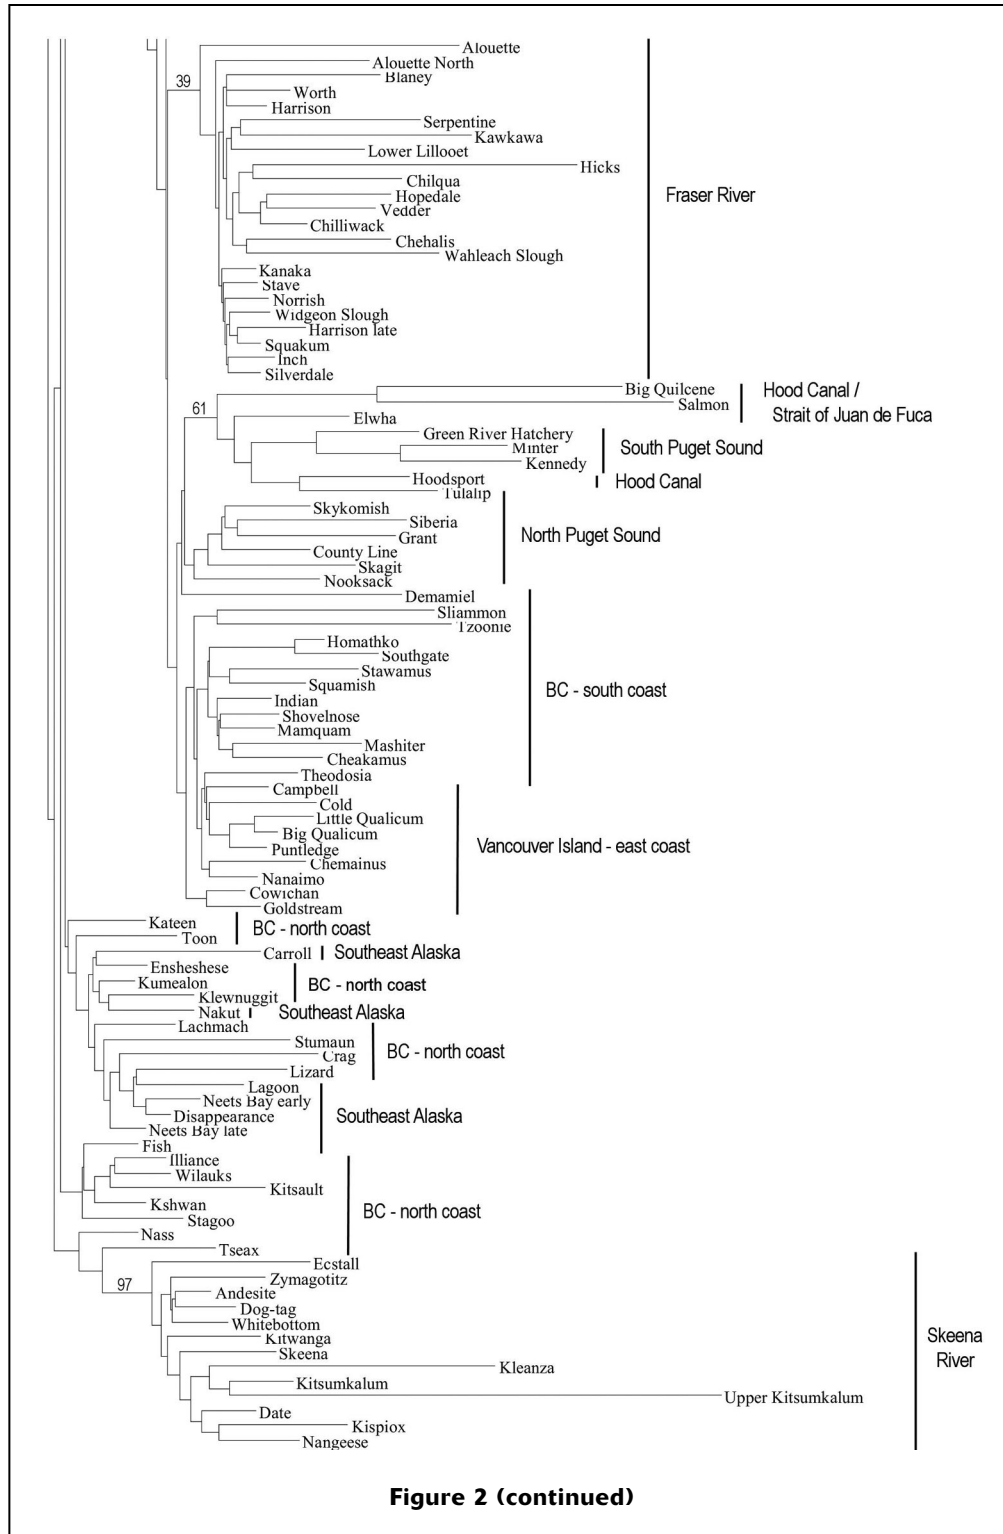 Alouette
Alouette North
Blaney
39
Worth
Harrison
Serpentine
Kawkawa
Lower Lillooet
Hicks
Chilqua
Hopedale
Vedder
Chilliwack
Chehalis
Wahleach Slough
Fraser River
Kanaka
Stave
Norrish
Widgeon Slough
Harrison late
Squakum
Inch
Silverdale
Big Quilcene
Salmon
Hood Canal /
Strait of Juan de Fuca
61
Elwha
Green River Hatchery
Minter
Kennedy
South Puget Sound
Hoodsport
Tulalip
Hood Canal
Skykomish
Siberia
Grant
County Line
Skagit
Nooksack
North Puget Sound
Demamiel
Sliammon
Tzoonie
Homathko
Southgate
Stawamus
Squamish
Indian
Shovelnose
Mamquam
Mashiter
Cheakamus
Theodosia
BC - south coast
Campbell
Cold
Little Qualicum
Big Qualicum
Puntledge
Chemainus
Nanaimo
Cowichan
Goldstream
Vancouver Island - east coast
Kateen
Toon
BC - north coast
Carroll
Southeast Alaska
Ensheshese
Kumealon
Klewnuggit
BC - north coast
Nakut
Southeast Alaska
Lachmach
Stumaun
Crag
Lizard
BC - north coast
Lagoon
Neets Bay early
Disappearance
Neets Bay late
Fish
Southeast Alaska
Illiance
Wilauks
Kitsault
Kshwan
Stagoo
Nass
Tseax
BC - north coast
97
Ecstall
Zymagotitz
Andesite
Dog-tag
Whitebottom
Kitwanga
Skeena
Kleanza
Kitsumkalum
Upper Kitsumkalum
Date
Kispiox
Nangeese
Skeena
River
Figure 2 (continued)